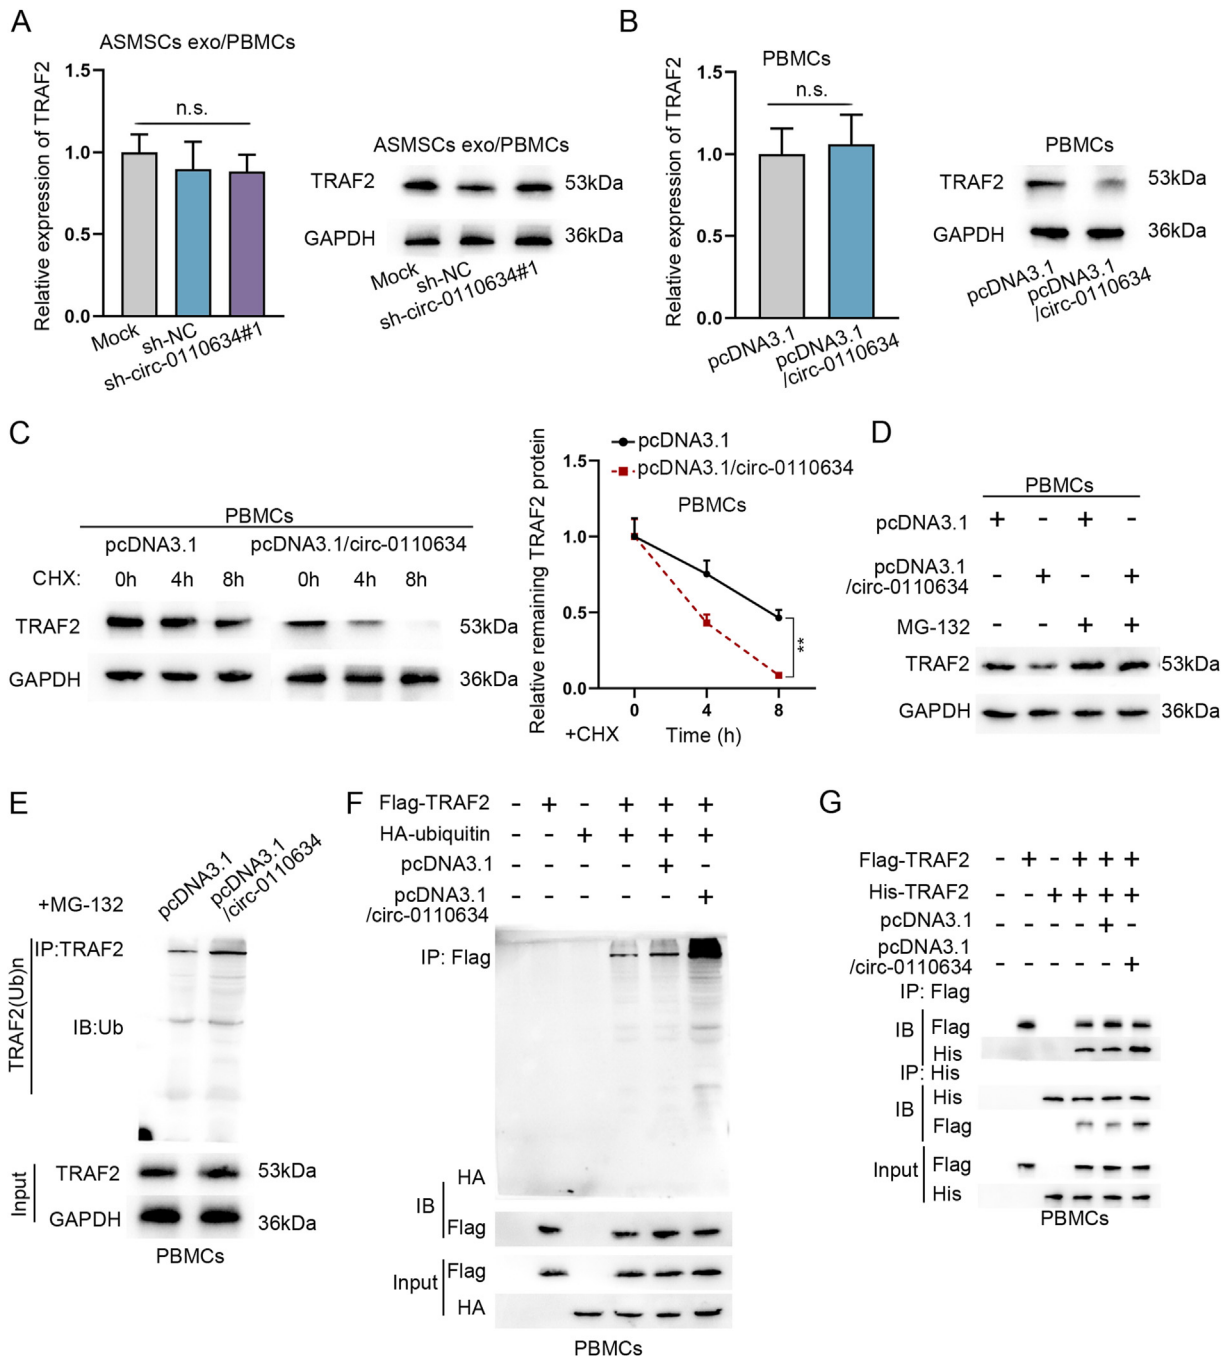 A
ASMSCs exo/PBMCs
Relative expression of TRAF2
1.5
1.0
0.5
0.0
n.s.
Mock
sh-NC
sh-circ-0110634#1
ASMSCs exo/PBMCs
TRAF2
53kDa
GAPDH
36kDa
Mock
sh-NC
sh-circ-0110634#1
B
PBMCs
Relative expression of TRAF2
1.5
1.0
0.5
0.0
n.s.
pcDNA3.1
pcDNA3.1
/circ-0110634
PBMCs
TRAF2
53kDa
GAPDH
36kDa
pcDNA3.1
pcDNA3.1
/circ-0110634
C
PBMCs
pcDNA3.1 pcDNA3.1/circ-0110634
CHX: 0h 4h 8h 0h 4h 8h
TRAF2
53kDa
GAPDH
36kDa
pcDNA3.1
pcDNA3.1/circ-0110634
PBMCs
Relative remaining TRAF2 protein
1.5
1.0
0.5
0.0
**
0 4 8
+CHX Time (h)
D
PBMCs
pcDNA3.1 + - + -
pcDNA3.1
/circ-0110634 - + - +
MG-132 - - + +
TRAF2
53kDa
GAPDH
36kDa
E
+MG-132
pcDNA3.1
pcDNA3.1
/circ-0110634
TRAF2(Ub)n
IP:TRAF2
IB:Ub
Input
TRAF2
53kDa
GAPDH
36kDa
PBMCs
F
Flag-TRAF2 - + - + + +
HA-ubiquitin - - + + + +
pcDNA3.1 - - - - + -
pcDNA3.1
/circ-0110634 - - - - - +
IP: Flag
IB
HA
Flag
Input
Flag
HA
PBMCs
G
Flag-TRAF2 - + - + + +
His-TRAF2 - - + + + +
pcDNA3.1 - - - - + -
pcDNA3.1
/circ-0110634 - - - - - +
IP: Flag
IB
Flag
His
IP: His
IB
His
Flag
Input
Flag
His
PBMCs